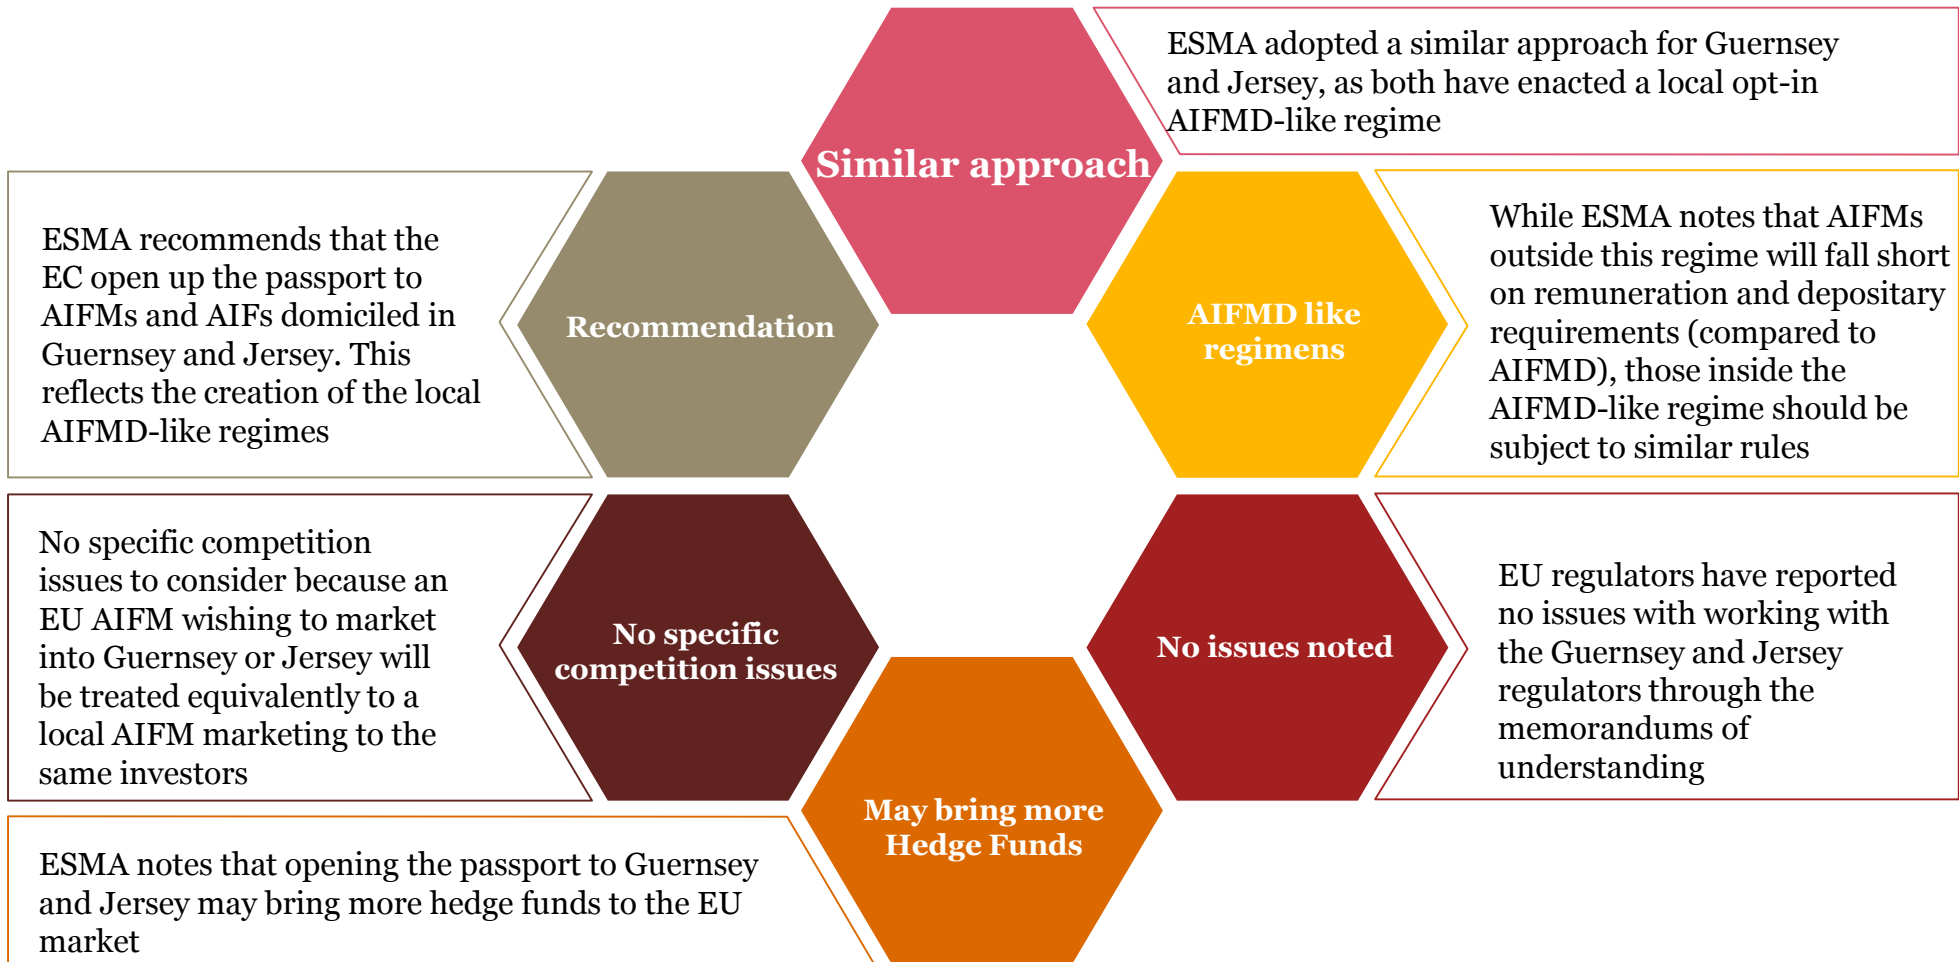 ESMA adopted a similar approach for Guernsey
and Jersey, as both have enacted a local opt-in
AIFMD-like regime
Similar approach
ESMA recommends that the
EC open up the passport to
AIFMs and AIFs domiciled in
Guernsey and Jersey. This
reflects the creation of the local
AIFMD-like regimes
Recommendation
AIFMD like
regimens
While ESMA notes that AIFMs
outside this regime will fall short
on remuneration and depositary
requirements (compared to
AIFMD), those inside the
AIFMD-like regime should be
subject to similar rules
No specific competition
issues to consider because an
EU AIFM wishing to market
into Guernsey or Jersey will
be treated equivalently to a
local AIFM marketing to the
same investors
No specific
competition issues
No issues noted
EU regulators have reported
no issues with working with
the Guernsey and Jersey
regulators through the
memorandums of
understanding
May bring more
Hedge Funds
ESMA notes that opening the passport to Guernsey
and Jersey may bring more hedge funds to the EU
market